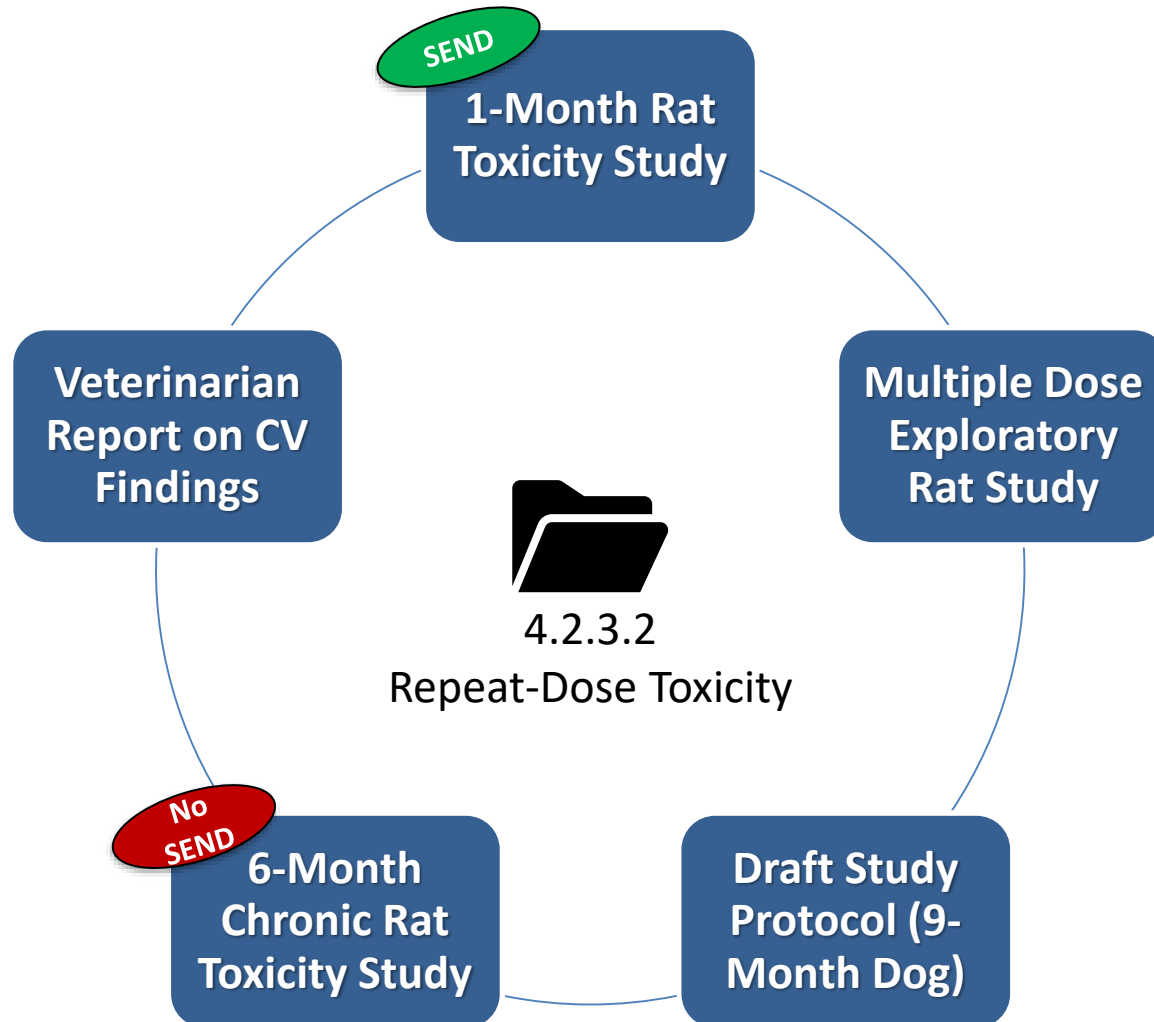 SEND
1-Month Rat
Toxicity Study
Veterinarian
Report on CV
Findings
Multiple Dose
Exploratory
Rat Study
4.2.3.2
Repeat-Dose Toxicity
No
SEND
6-Month
Chronic Rat
Toxicity Study
Draft Study
Protocol (9-
Month Dog)